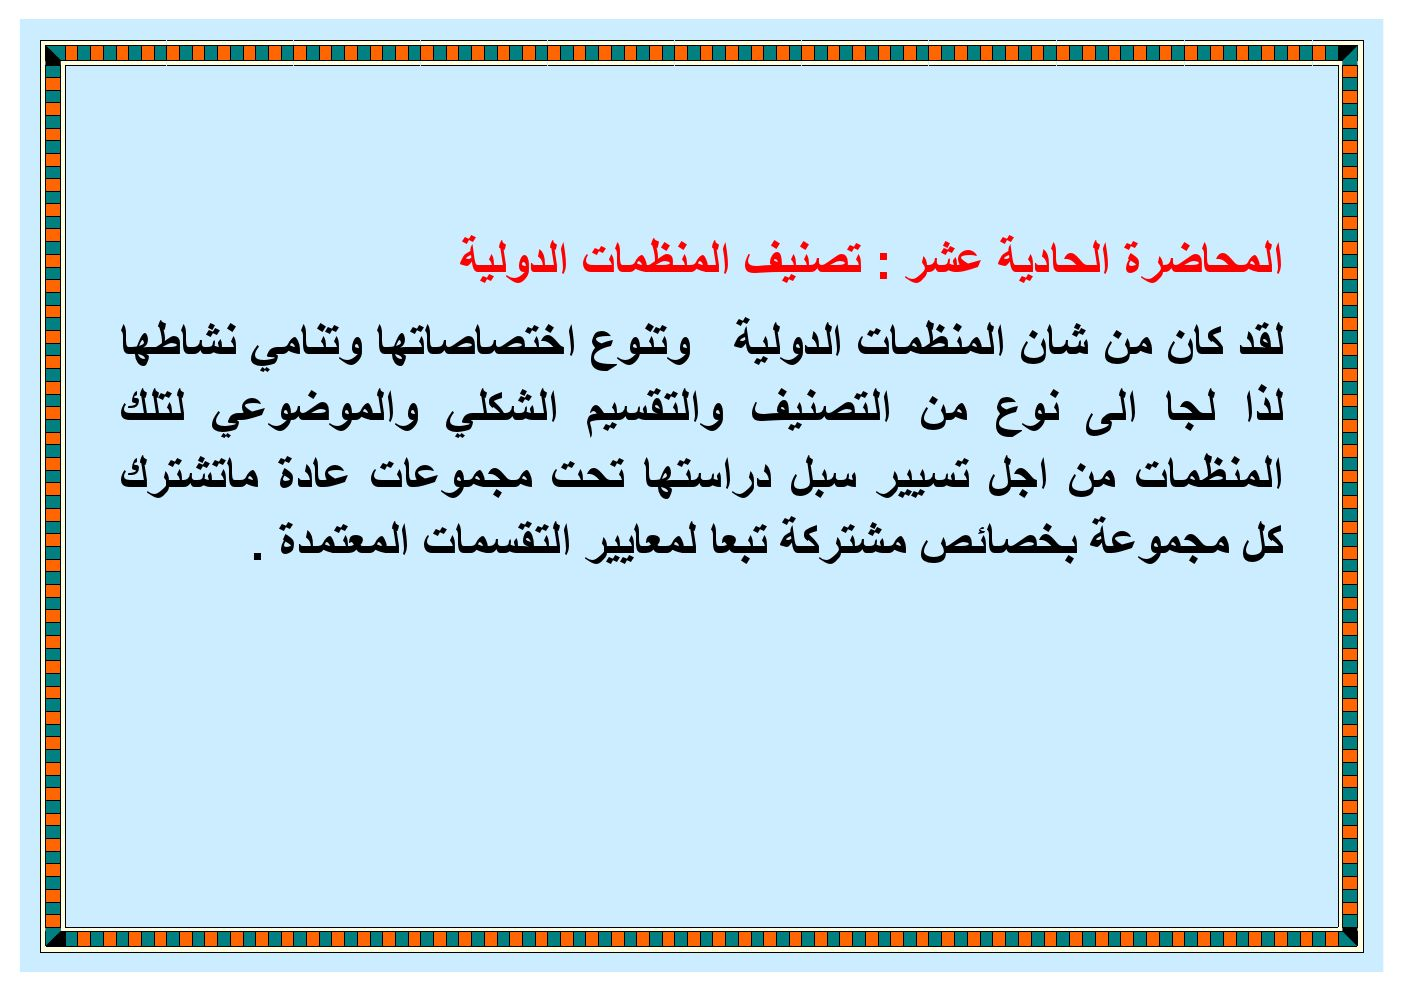 المحاضرة الحادية عشر : تصنيف المنظمات الدولية
لقد كان من شان المنظمات الدولية وتنوع اختصاصاتها وتنامي نشاطها
لذا لجا الى نوع من التصنيف والتقسيم الشكلي والموضوعي لتلك
المنظمات من اجل تسيير سبل دراستها تحت مجموعات عادة ماتشترك
كل مجموعة بخصائص مشتركة تبعا لمعايير التقسمات المعتمدة .